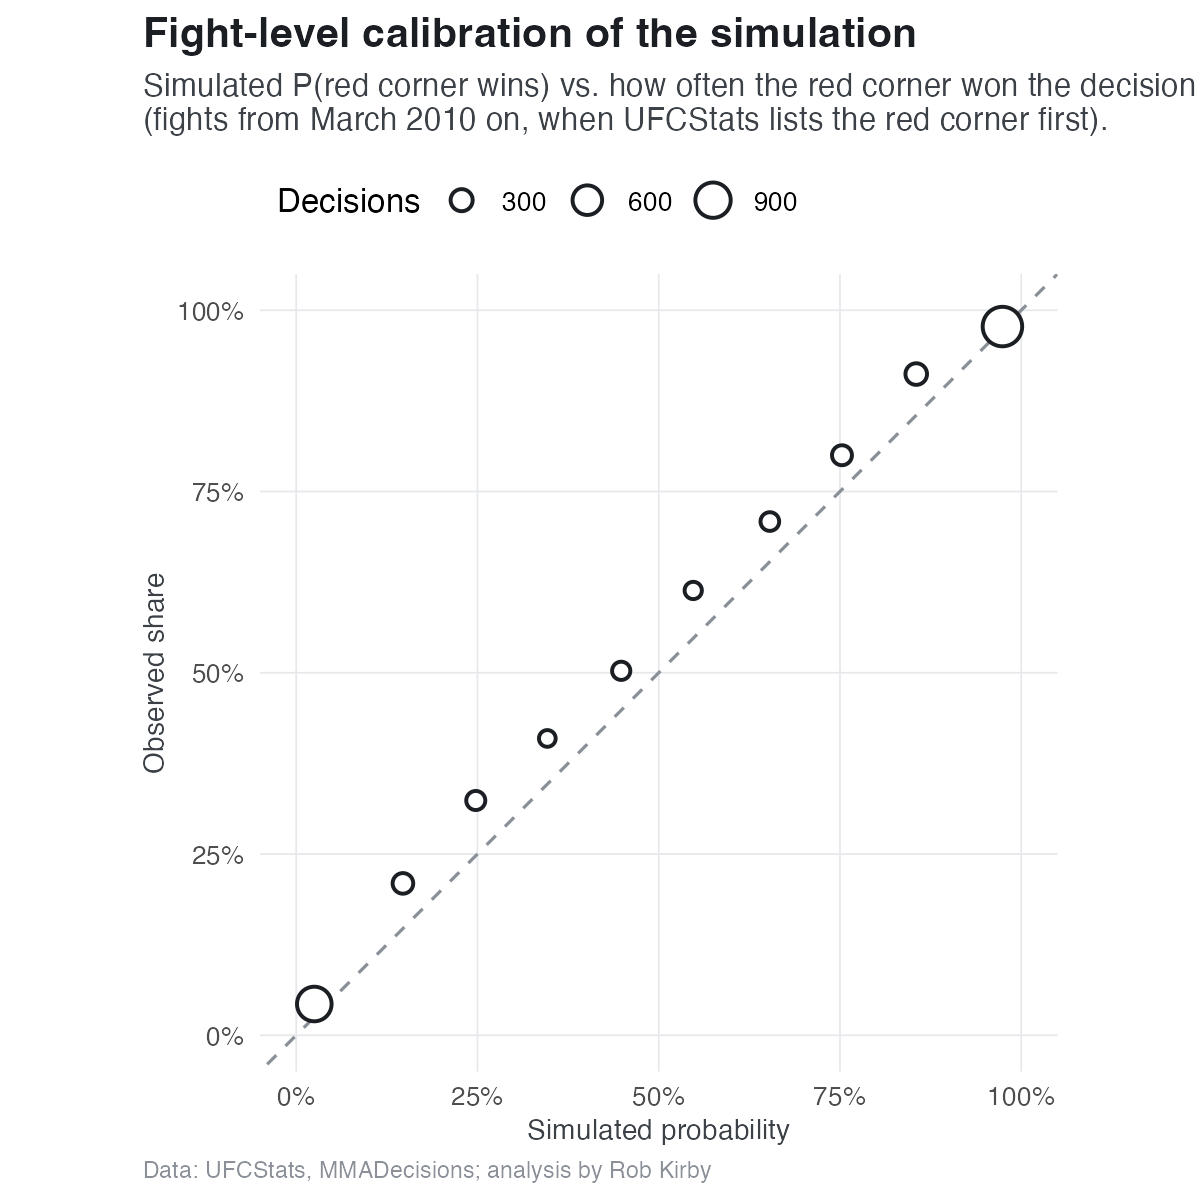 Fight-level calibration of the simulation
Simulated P(red corner wins) vs. how often the red corner won the decision
(fights from March 2010 on, when UFCStats lists the red corner first).
Decisions 300 600 900
100%
75%
50%
25%
0%
Observed share
0% 25% 50% 75% 100%
Simulated probability
Data: UFCStats, MMADecisions; analysis by Rob Kirby